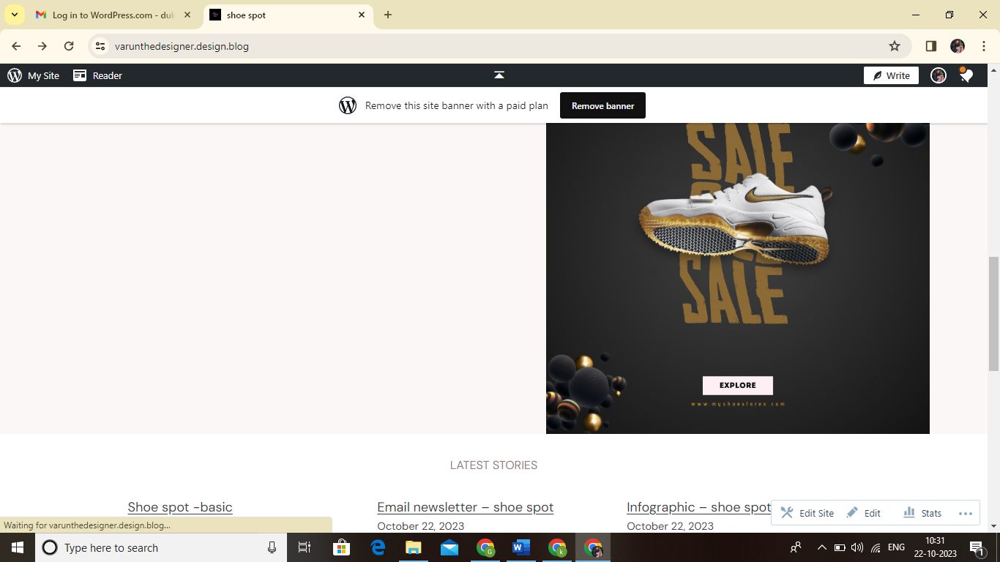 Log in to WordPress.com - duk
shoe spot
varunthedesigner.design.blog
My Site
Reader
Write
Remove this site banner with a paid plan
Remove banner
SALE
SALE
EXPLORE
www.myshoestorex.com
LATEST STORIES
Shoe spot -basic
Email newsletter – shoe spot
Infographic – shoe spot
October 22, 2023
October 22, 2023
Edit Site
Edit
Stats
Waiting for varunthedesigner.design.blog...
Type here to search
ENG
10:31
22-10-2023
1